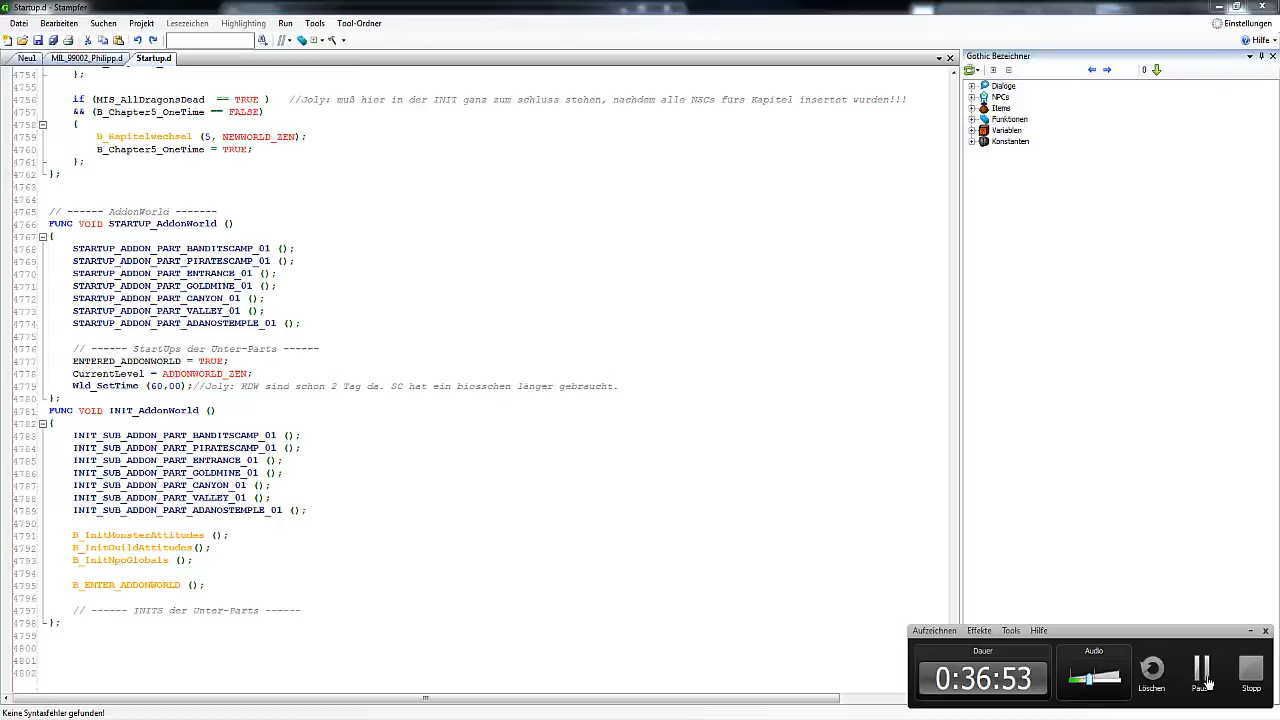 Startup.d - Stampfer
Datei Bearbeiten Suchen Projekt Lesezeichen Highlighting Run Tools Tool-Ordner Einstellungen
Hilfe
Neu1 MIL_99002_Philipp.d Startup.d
Gothic Bezeichner
0
Dialoge
NPCs
Items
Funktionen
Variablen
Konstanten
4754 };
4755
4756 if (MIS_AllDragonsDead == TRUE ) //Joly: muß hier in der INIT ganz zum schluss stehen, nachdem alle NSCs fürs Kapitel insertet wurden!!!
4757 && (B_Chapter5_OneTime == FALSE)
4758 {
4759 B_Kapitelwechsel (5, NEWWORLD_ZEN);
4760 B_Chapter5_OneTime = TRUE;
4761 };
4762 };
4763
4764
4765 // ------ AddonWorld -------
4766 FUNC VOID STARTUP_AddonWorld ()
4767 {
4768 STARTUP_ADDON_PART_BANDITSCAMP_01 ();
4769 STARTUP_ADDON_PART_PIRATESCAMP_01 ();
4770 STARTUP_ADDON_PART_ENTRANCE_01 ();
4771 STARTUP_ADDON_PART_GOLDMINE_01 ();
4772 STARTUP_ADDON_PART_CANYON_01 ();
4773 STARTUP_ADDON_PART_VALLEY_01 ();
4774 STARTUP_ADDON_PART_ADANOSTEMPLE_01 ();
4775
4776 // ------ StartUps der Unter-Parts ------
4777 ENTERED_ADDONWORLD = TRUE;
4778 CurrentLevel = ADDONWORLD_ZEN;
4779 Wld_SetTime (60,00);//Joly: KDW sind schon 2 Tag da. SC hat ein biosschen länger gebraucht.
4780 };
4781 FUNC VOID INIT_AddonWorld ()
4782 {
4783 INIT_SUB_ADDON_PART_BANDITSCAMP_01 ();
4784 INIT_SUB_ADDON_PART_PIRATESCAMP_01 ();
4785 INIT_SUB_ADDON_PART_ENTRANCE_01 ();
4786 INIT_SUB_ADDON_PART_GOLDMINE_01 ();
4787 INIT_SUB_ADDON_PART_CANYON_01 ();
4788 INIT_SUB_ADDON_PART_VALLEY_01 ();
4789 INIT_SUB_ADDON_PART_ADANOSTEMPLE_01 ();
4790
4791 B_InitMonsterAttitudes ();
4792 B_InitGuildAttitudes();
4793 B_InitNpcGlobals ();
4794
4795 B_ENTER_ADDONWORLD ();
4796
4797 // ------ INITS der Unter-Parts ------
4798 };
4799
4800
4801
4802
Aufzeichnen Effekte Tools Hilfe
Dauer Audio
0:36:53
Löschen Stopp
Keine Syntaxfehler gefunden!